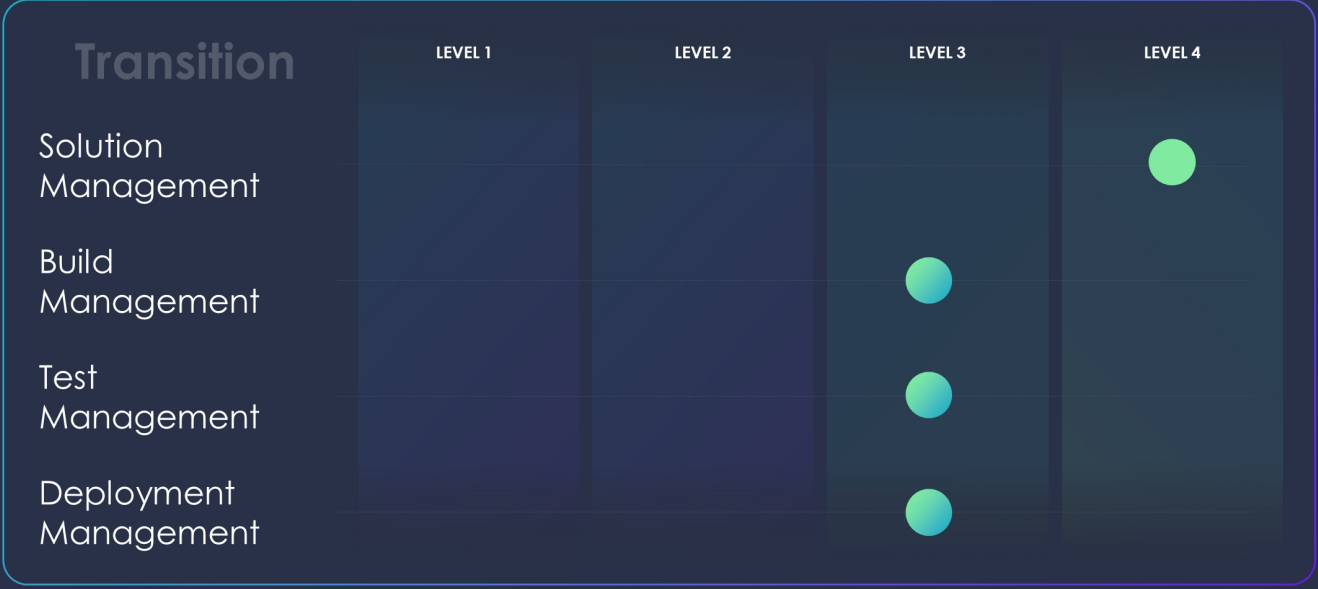 Transition
LEVEL 1
LEVEL 2
LEVEL 3
LEVEL 4
Solution
Management
Build
Management
Test
Management
Deployment
Management